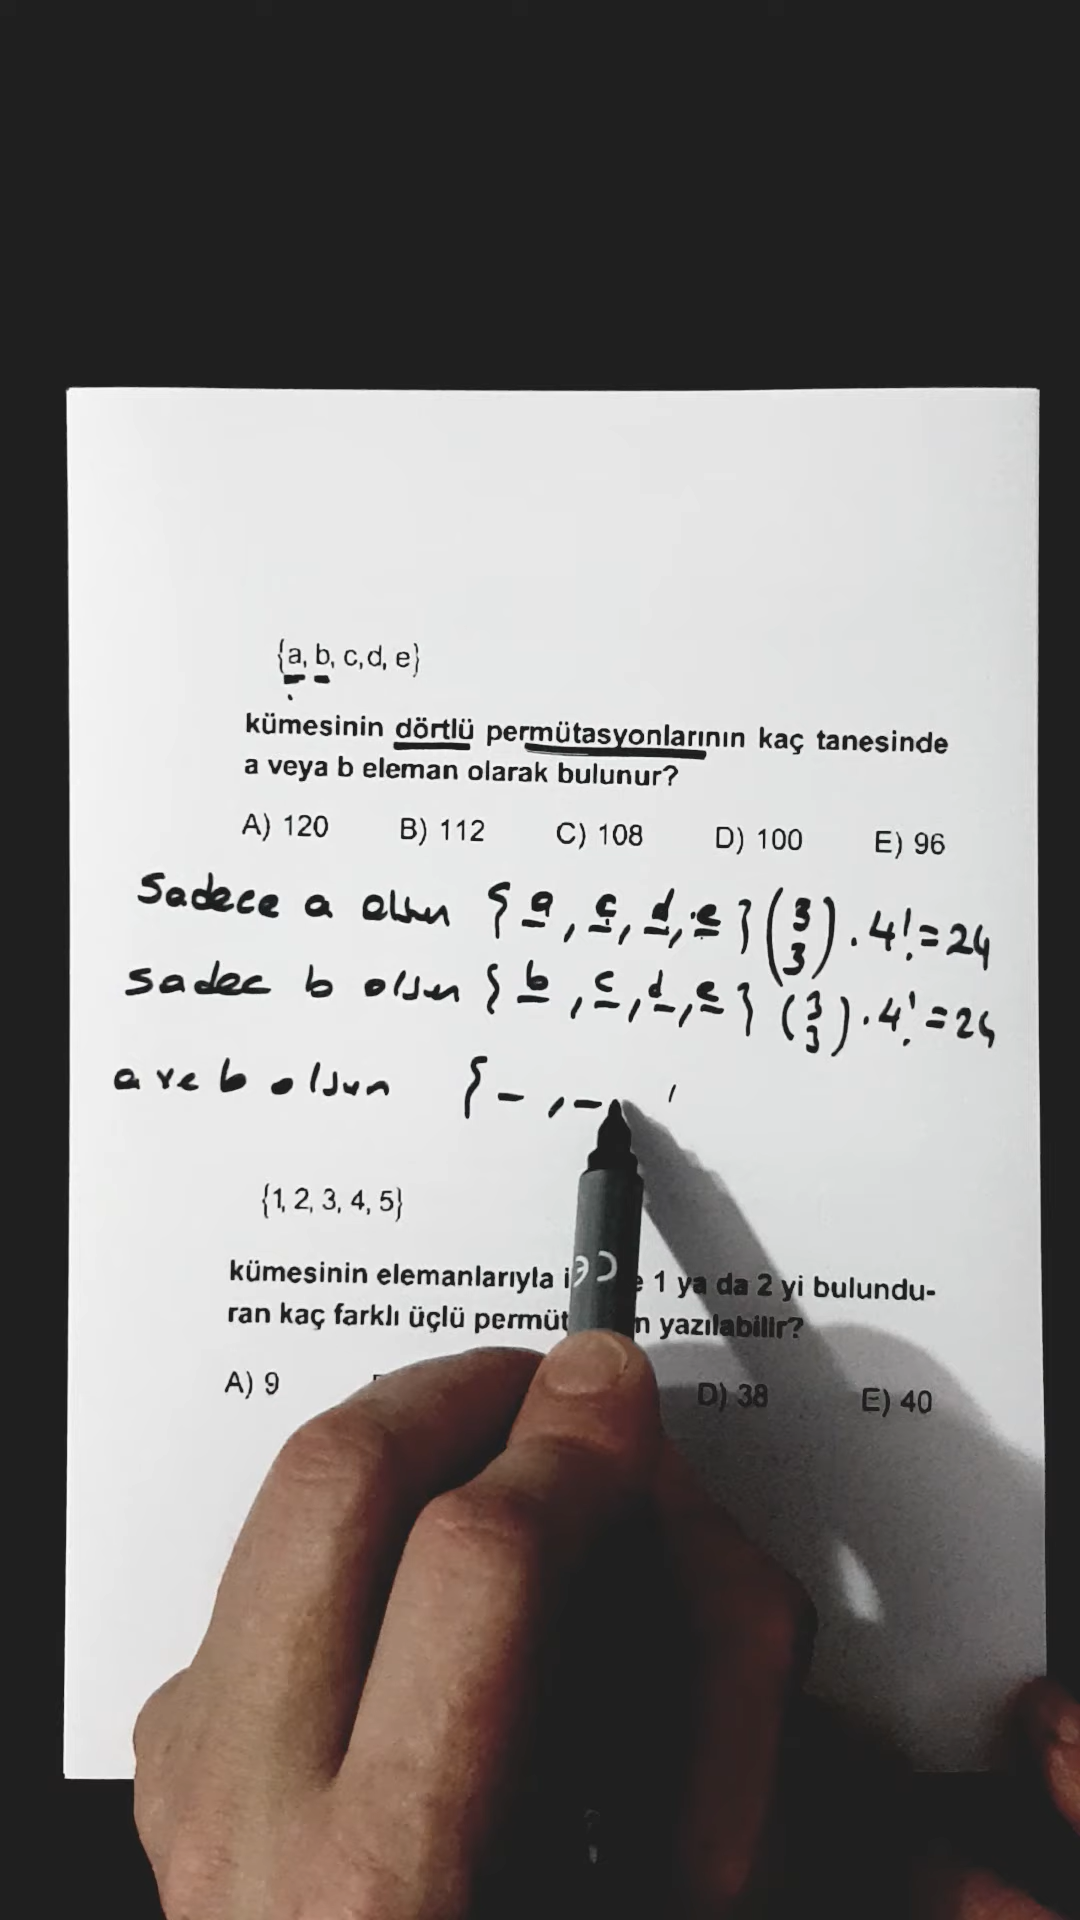 {a, b, c,d, e}
kümesinin dörtlü permütasyonlarının kaç tanesinde
a veya b eleman olarak bulunur?
A) 120 B) 112 C) 108 D) 100 E) 96
Sadece a olsun { a , c, d, e } (3 3) . 4! = 24
sadec b olsun { b , c, d, e } (3 3) . 4! = 24
a ve b olsun { - , -
{1, 2, 3, 4, 5}
kümesinin elemanlarıyla 1 ya da 2 yi bulundu-
ran kaç farklı üçlü yazılabilir?
A) 9 D) 38 E) 40